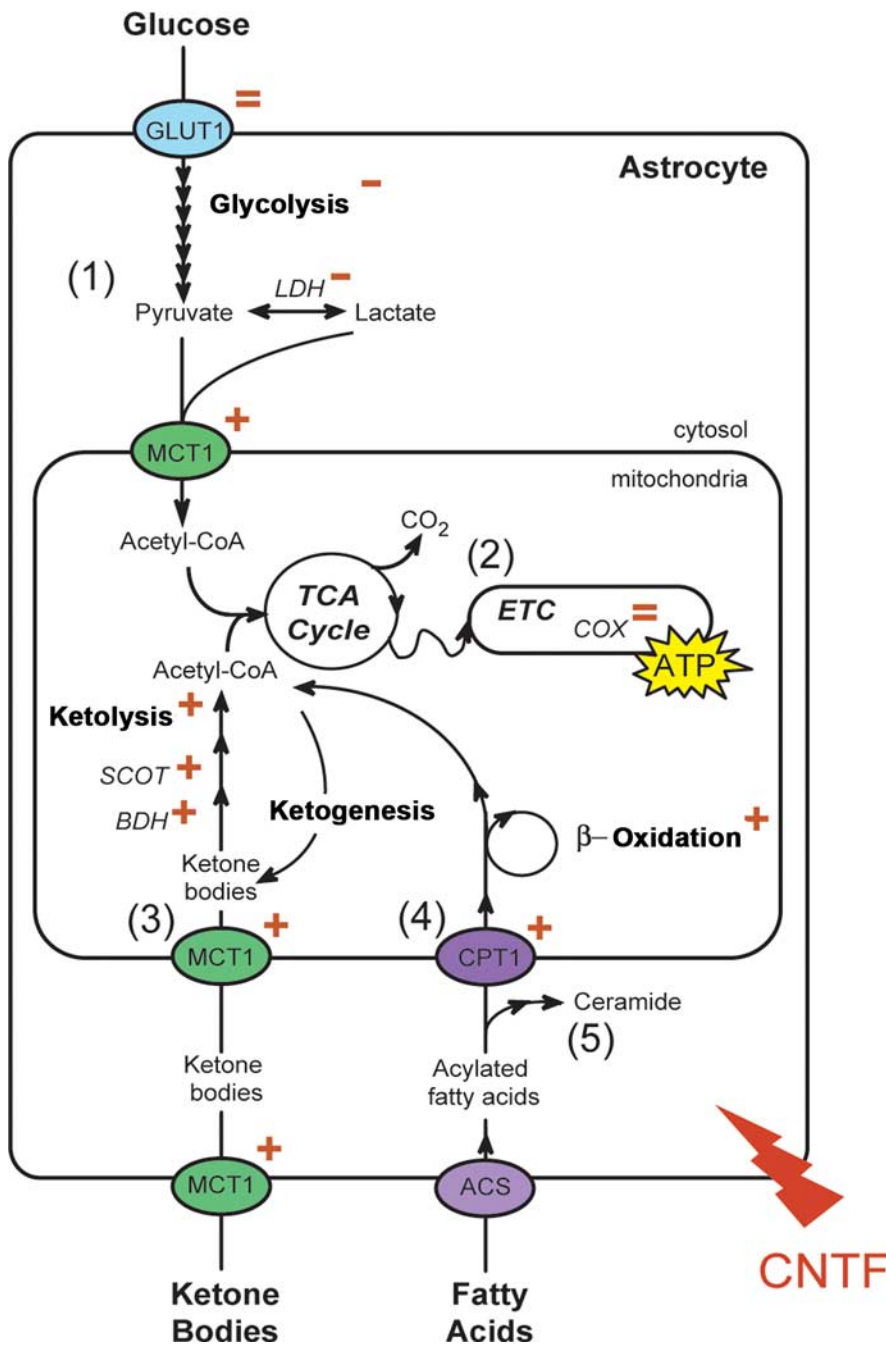 Glucose
GLUT1 =
Astrocyte
Glycolysis -
(1)
LDH -
Pyruvate
Lactate
MCT1 +
cytosol
mitochondria
Acetyl-CoA
CO2
(2)
TCA
Cycle
ETC
COX =
ATP
Acetyl-CoA
Ketolysis +
SCOT +
BDH +
Ketogenesis
β-Oxidation +
Ketone
bodies
(3)
MCT1 +
(4)
CPT1 +
Ceramide
(5)
Ketone
bodies
Acylated
fatty acids
MCT1 +
ACS
CNTF
Ketone
Bodies
Fatty
Acids